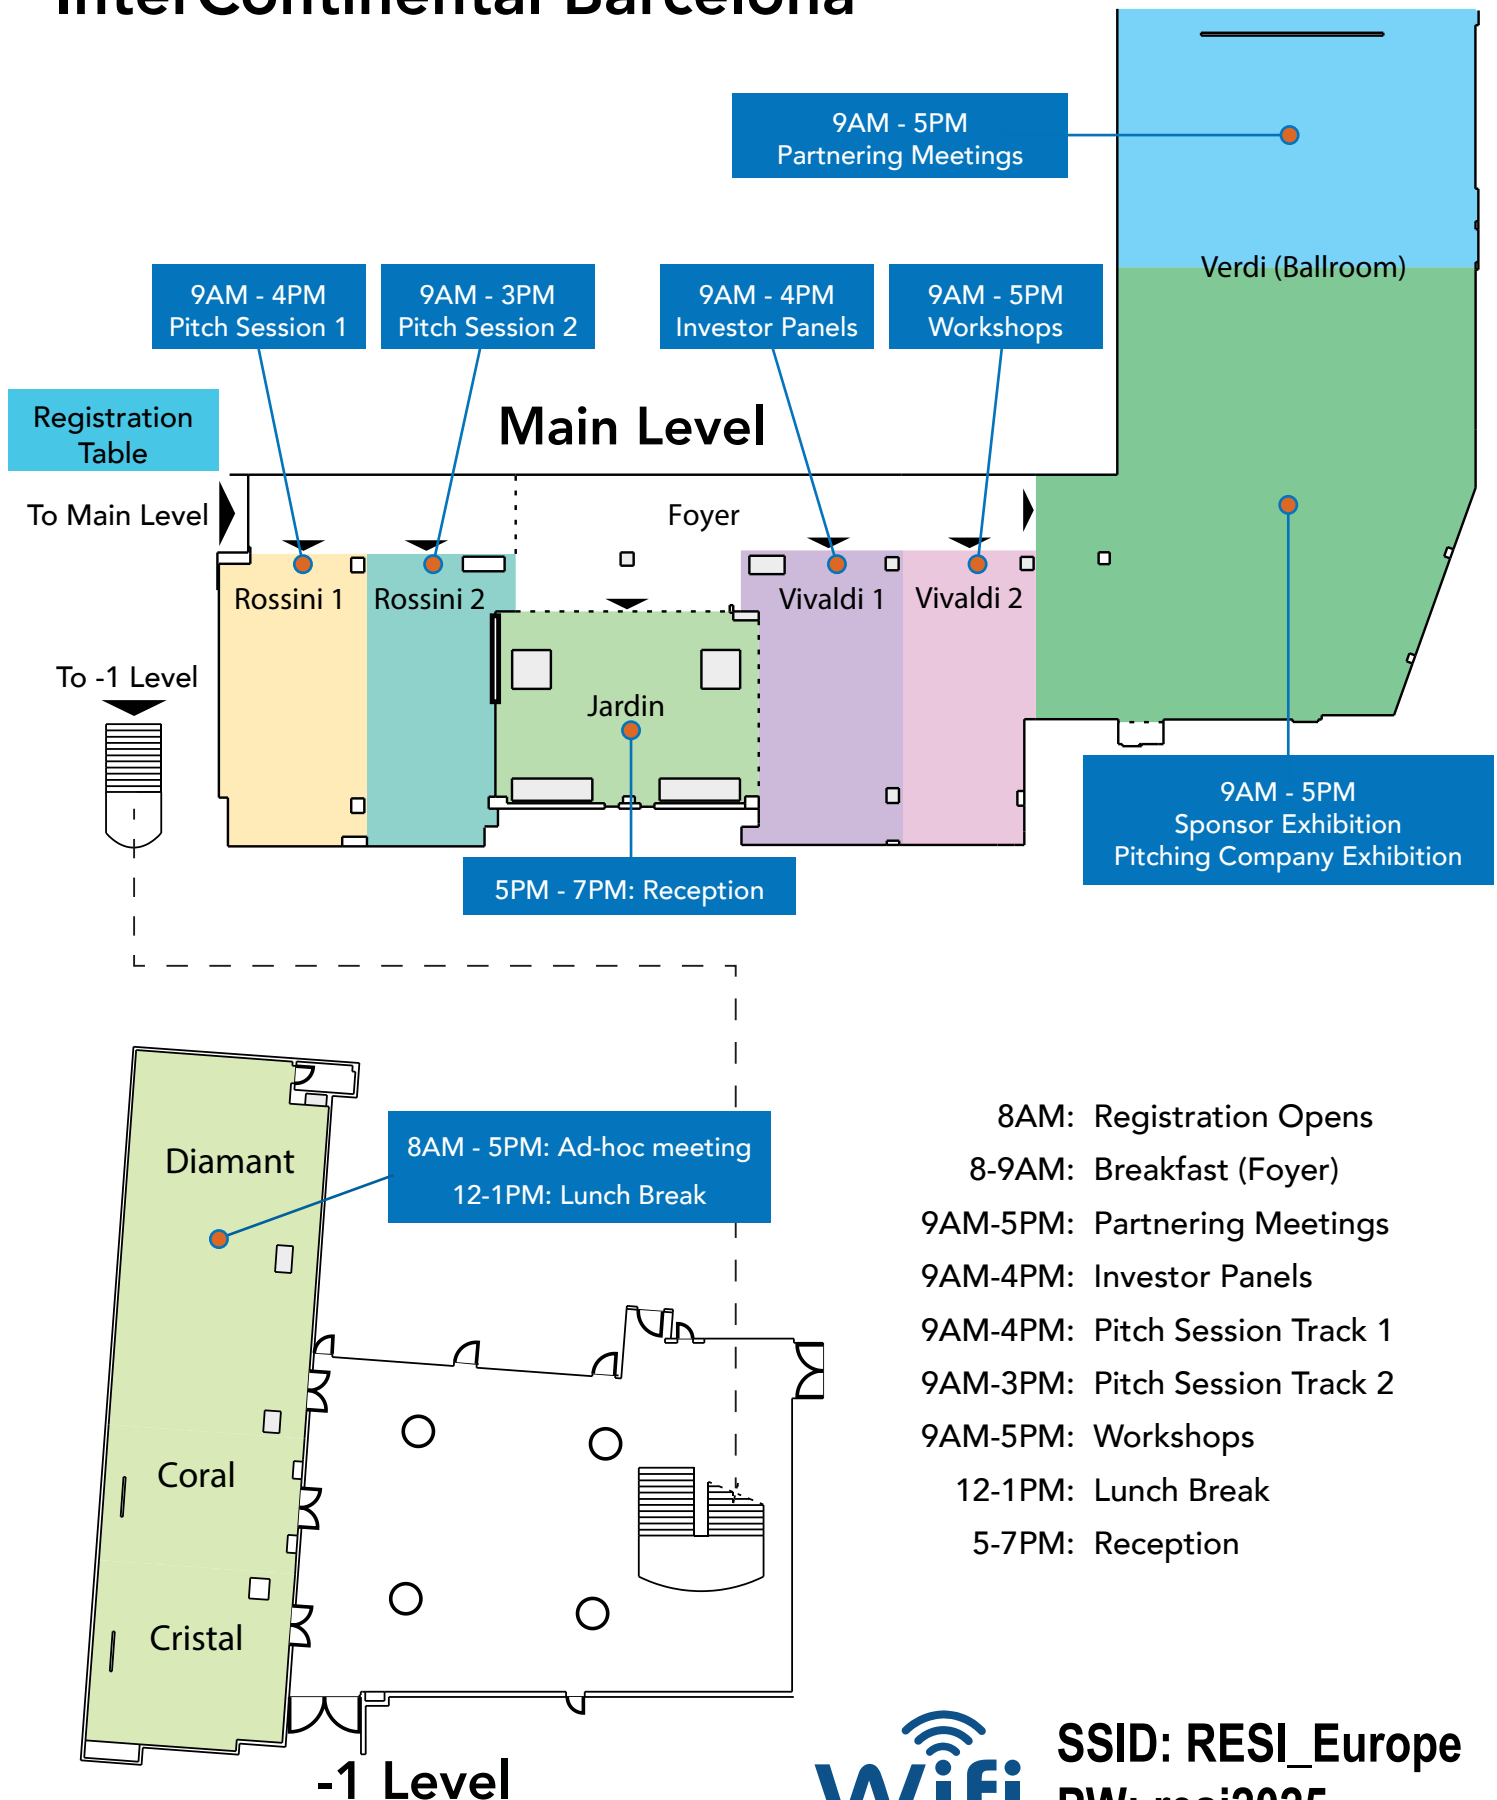 InterContinental Barcelona
9AM - 5PM
Partnering Meetings
Verdi (Ballroom)
9AM - 4PM
Pitch Session 1
9AM - 3PM
Pitch Session 2
9AM - 4PM
Investor Panels
9AM - 5PM
Workshops
Registration
Table
Main Level
To Main Level
Foyer
Rossini 1
Rossini 2
Vivaldi 1
Vivaldi 2
To -1 Level
Jardin
9AM - 5PM
Sponsor Exhibition
Pitching Company Exhibition
5PM - 7PM: Reception
Diamant
8AM - 5PM: Ad-hoc meeting
12-1PM: Lunch Break
Coral
Cristal
-1 Level
8AM: Registration Opens
8-9AM: Breakfast (Foyer)
9AM-5PM: Partnering Meetings
9AM-4PM: Investor Panels
9AM-4PM: Pitch Session Track 1
9AM-3PM: Pitch Session Track 2
9AM-5PM: Workshops
12-1PM: Lunch Break
5-7PM: Reception
Wifi
SSID: RESI_Europe
PW: resi2025